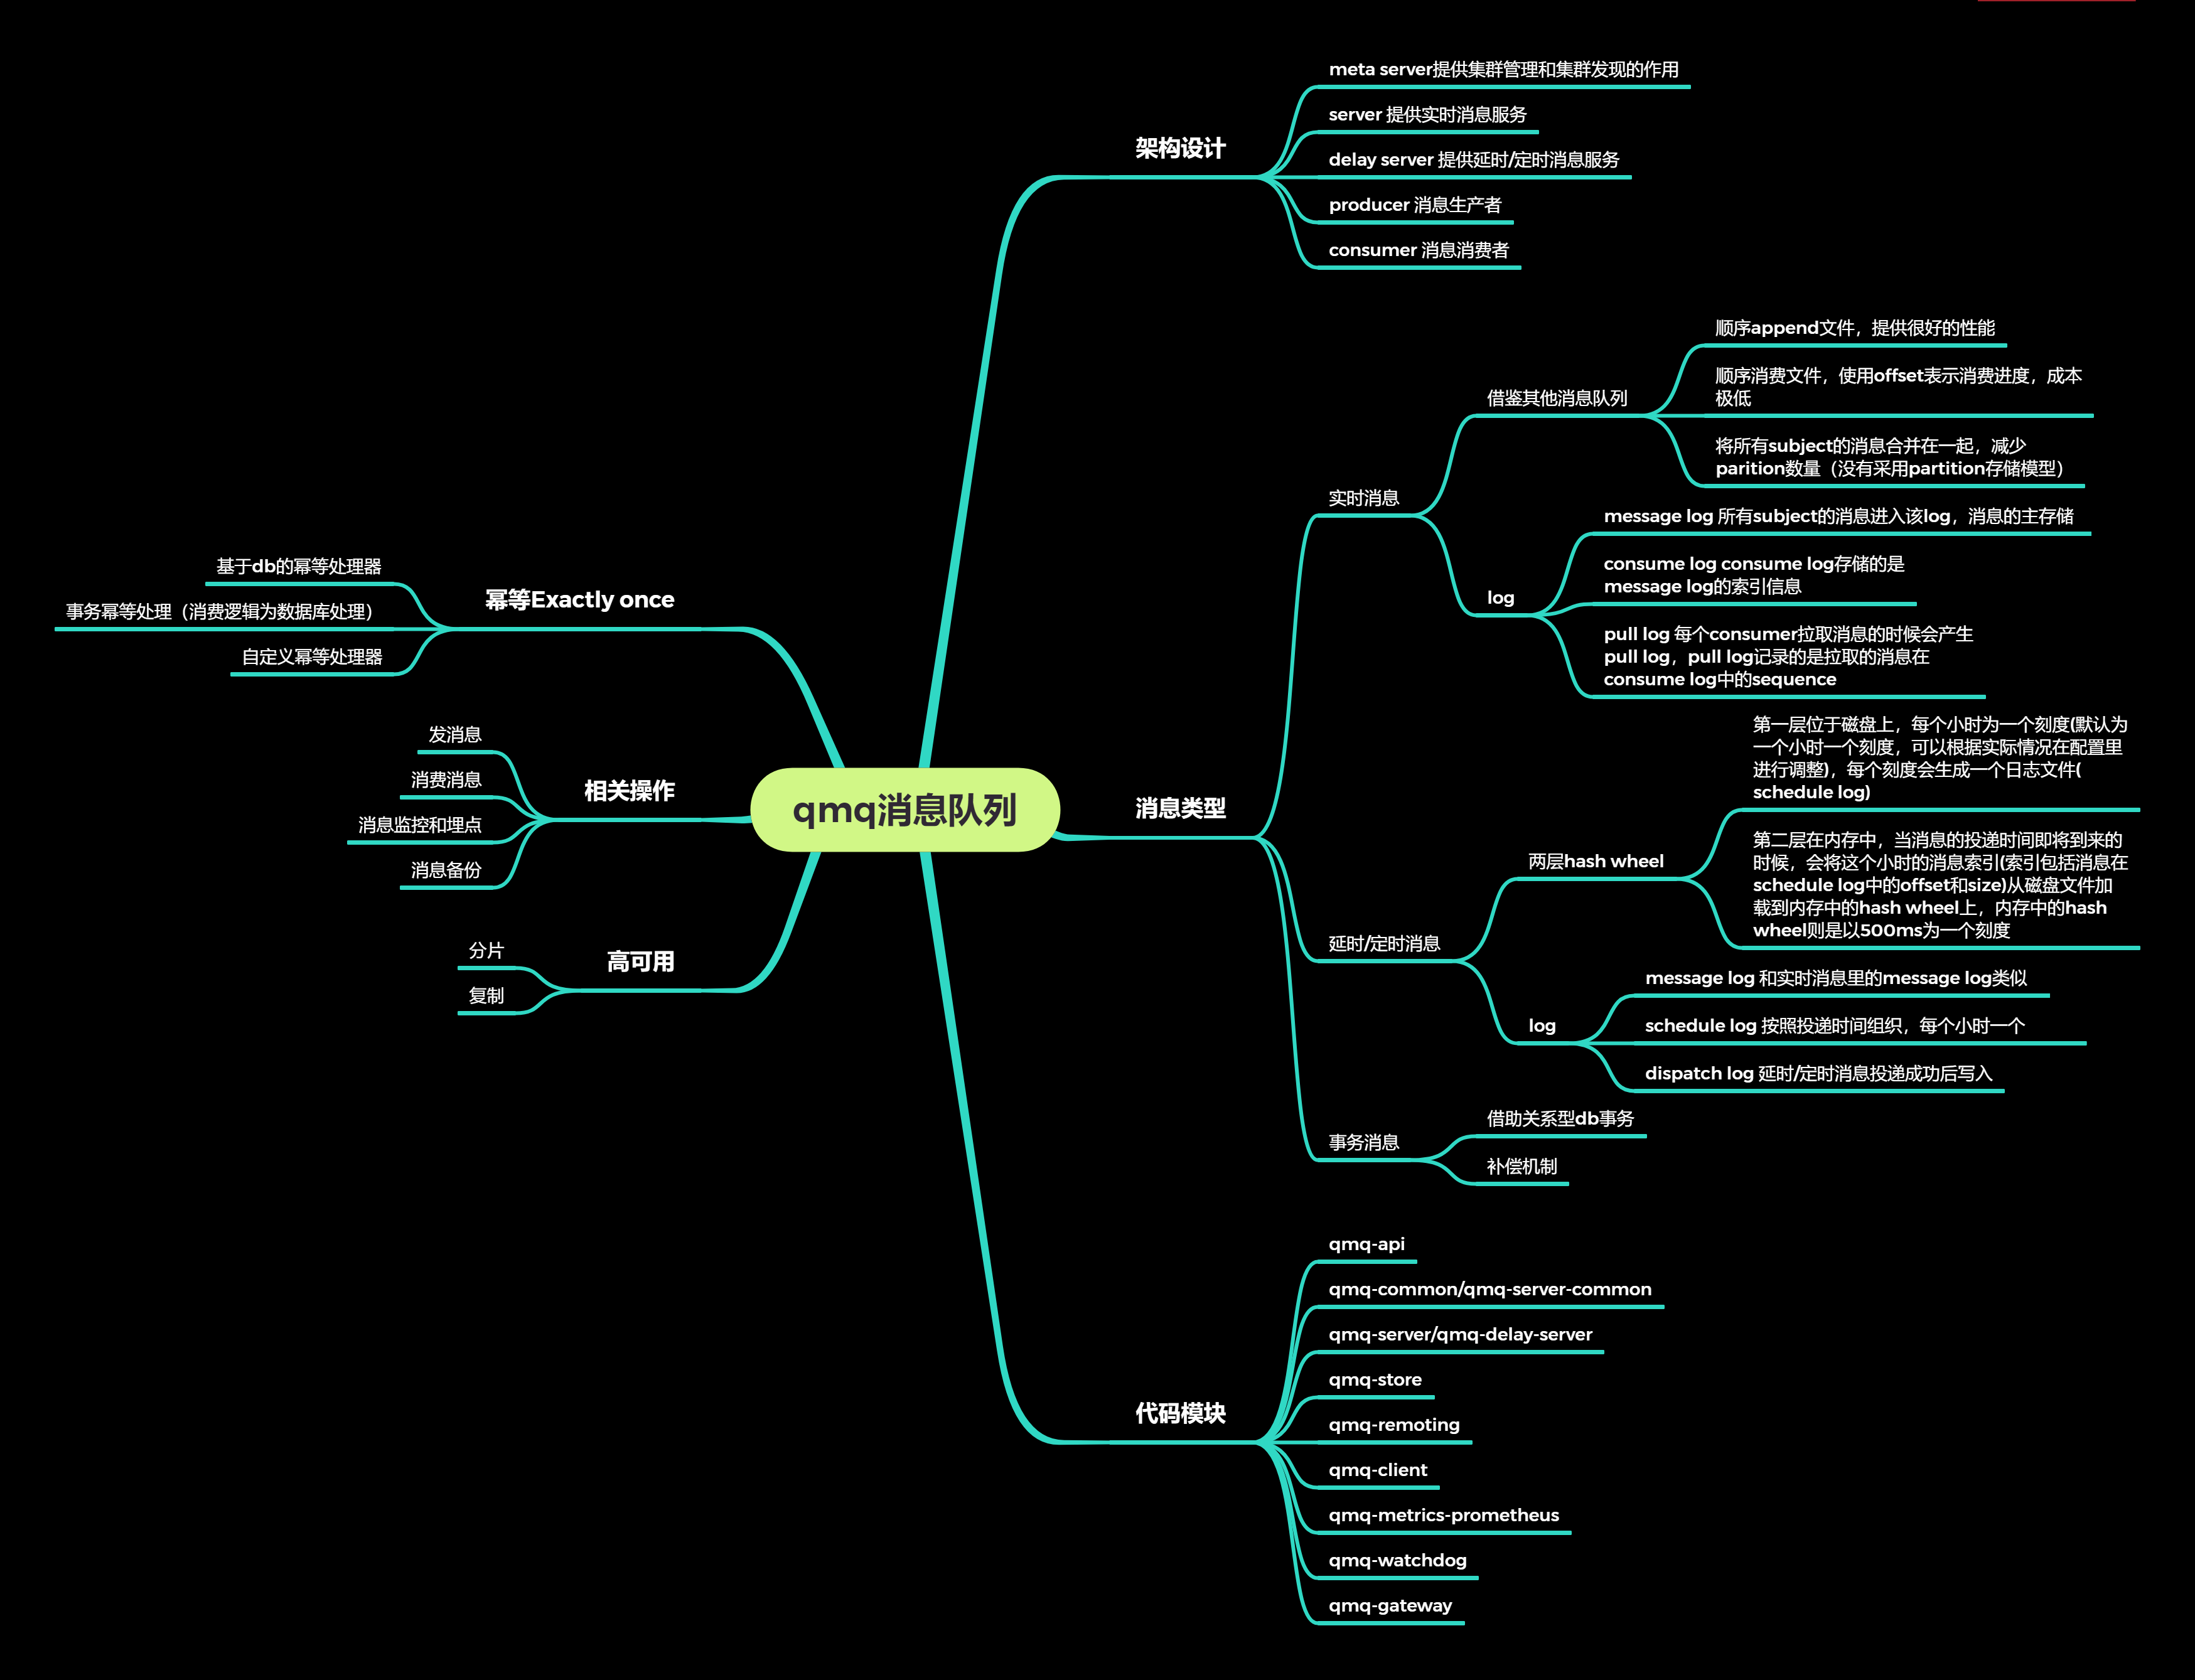 qmq消息队列
架构设计
meta server提供集群管理和集群发现的作用
server 提供实时消息服务
delay server 提供延时/定时消息服务
producer 消息生产者
consumer 消息消费者
消息类型
实时消息
借鉴其他消息队列
顺序append文件，提供很好的性能
顺序消费文件，使用offset表示消费进度，成本
极低
将所有subject的消息合并在一起，减少
parition数量（没有采用partition存储模型）
log
message log 所有subject的消息进入该log，消息的主存储
consume log consume log存储的是
message log的索引信息
pull log 每个consumer拉取消息的时候会产生
pull log，pull log记录的是拉取的消息在
consume log中的sequence
延时/定时消息
两层hash wheel
第一层位于磁盘上，每个小时为一个刻度(默认为
一个小时一个刻度，可以根据实际情况在配置里
进行调整)，每个刻度会生成一个日志文件(
schedule log)
第二层在内存中，当消息的投递时间即将到来的
时候，会将这个小时的消息索引(索引包括消息在
schedule log中的offset和size)从磁盘文件加
载到内存中的hash wheel上，内存中的hash
wheel则是以500ms为一个刻度
log
message log 和实时消息里的message log类似
schedule log 按照投递时间组织，每个小时一个
dispatch log 延时/定时消息投递成功后写入
事务消息
借助关系型db事务
补偿机制
代码模块
qmq-api
qmq-common/qmq-server-common
qmq-server/qmq-delay-server
qmq-store
qmq-remoting
qmq-client
qmq-metrics-prometheus
qmq-watchdog
qmq-gateway
幂等Exactly once
基于db的幂等处理器
事务幂等处理（消费逻辑为数据库处理）
自定义幂等处理器
相关操作
发消息
消费消息
消息监控和埋点
消息备份
高可用
分片
复制